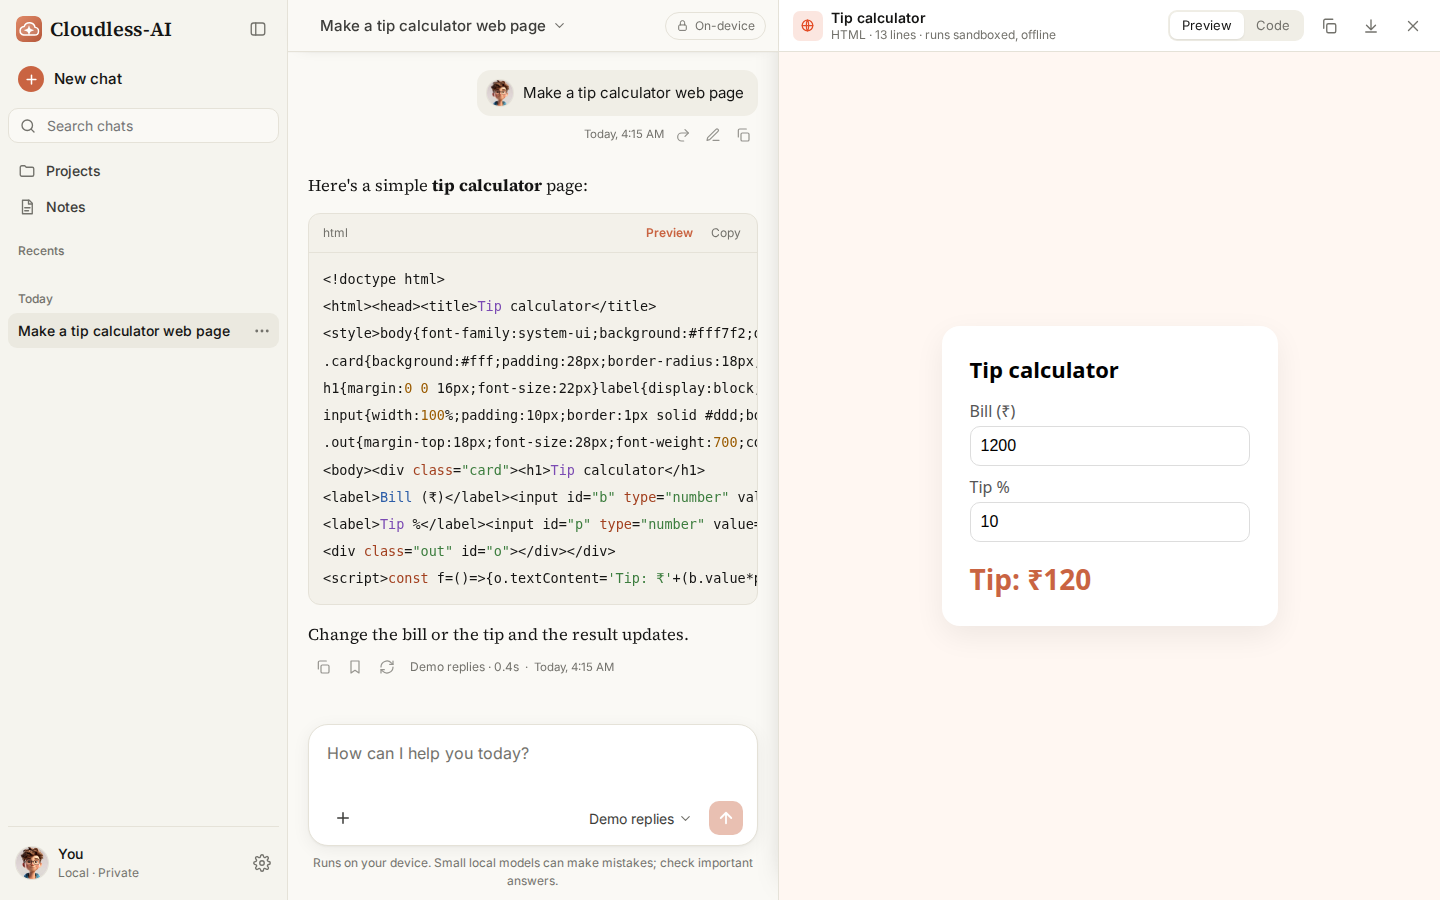 Cloudless-AI
New chat
Search chats
Projects
Notes
Recents
Today
Make a tip calculator web page
You
Local · Private
Make a tip calculator web page
On-device
Make a tip calculator web page
Today, 4:15 AM
Here's a simple tip calculator page:
html Preview Copy
<!doctype html>
<html><head><title>Tip calculator</title>
<style>body{font-family:system-ui;background:#fff7f2;
.card{background:#fff;padding:28px;border-radius:18px;
h1{margin:0 0 16px;font-size:22px}label{display:block;
input{width:100%;padding:10px;border:1px solid #ddd;
.out{margin-top:18px;font-size:28px;font-weight:700;
<body><div class="card"><h1>Tip calculator</h1>
<label>Bill (₹)</label><input id="b" type="number"
<label>Tip %</label><input id="p" type="number" value=
<div class="out" id="o"></div></div>
<script>const f=()=>{o.textContent='Tip: ₹'+(b.value*
Change the bill or the tip and the result updates.
Demo replies · 0.4s · Today, 4:15 AM
How can I help you today?
Demo replies
Runs on your device. Small local models can make mistakes; check important
answers.
Tip calculator
HTML · 13 lines · runs sandboxed, offline
Preview Code
Tip calculator
Bill (₹)
1200
Tip %
10
Tip: ₹120